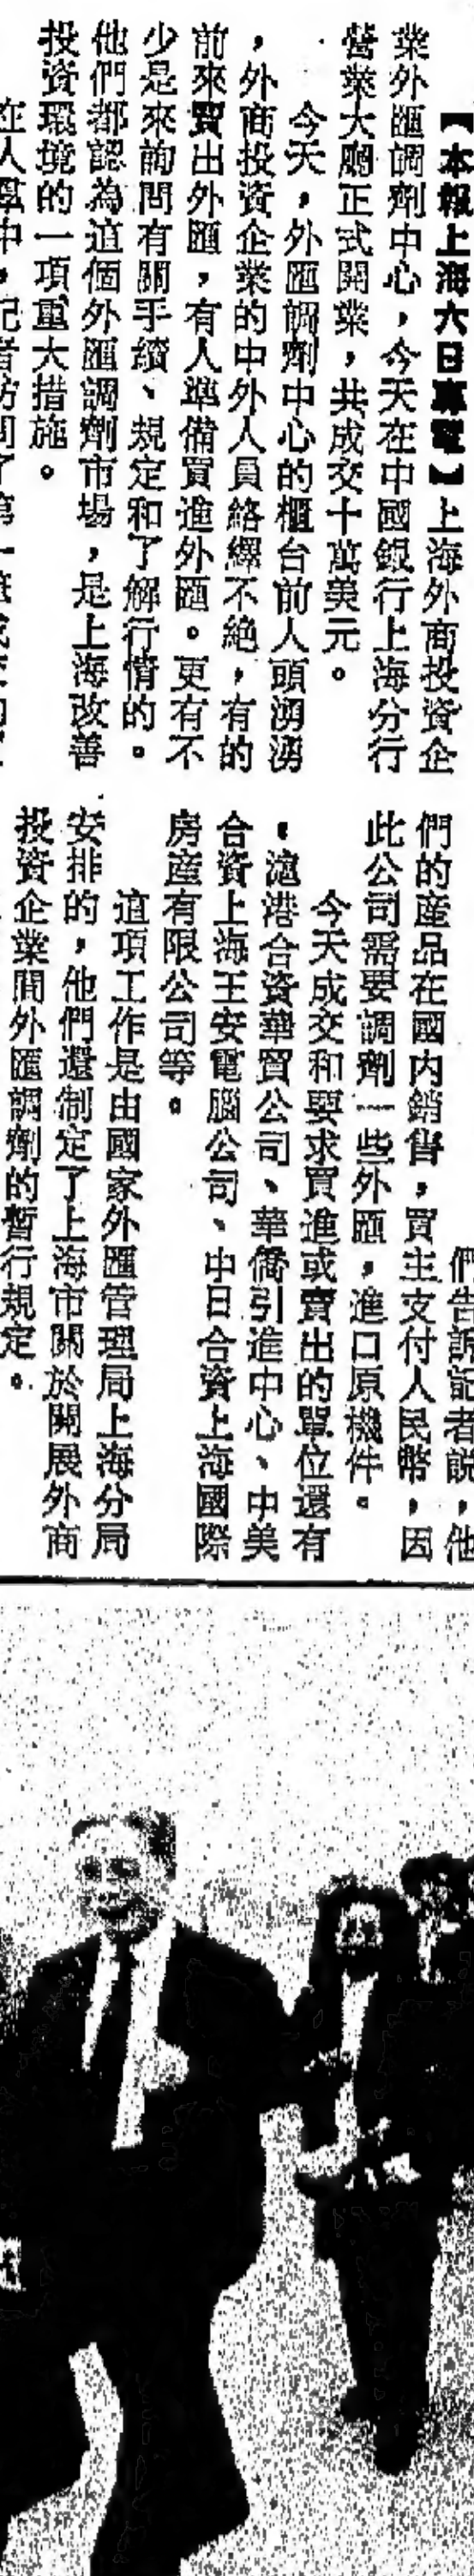 【本報上海六日專電】上海外商投資企
業外匯調劑中心，今天在中國銀行上海分行
營業大廳正式開業，共成交十萬美元。
今天，外匯調劑中心的櫃台前人頭湧湧
，外商投資企業的中外人員絡繹不絕，有的
前來賣出外匯，有人準備買進外匯。更有不
少是來詢問有關手續、規定和了解行情的。
他們都認為這個外匯調劑市場，是上海改善
投資環境的一項重大措施。
在人羣中，記者訪問了第一
們告訴記者說，他
們的產品在國內銷售，買主支付人民幣，因
此公司需要調劑一些外匯，進口原機件。
今天成交和要求買進或賣出的單位還有
，滬港合資華賢公司、華僑引進中心、中美
合資上海王安電腦公司、中日合資上海國際
房產有限公司等。
這項工作是由國家外匯管理局上海分局
安排的，他們還制定了上海市關於開展外商
投資企業間外匯調劑的暫行規定。